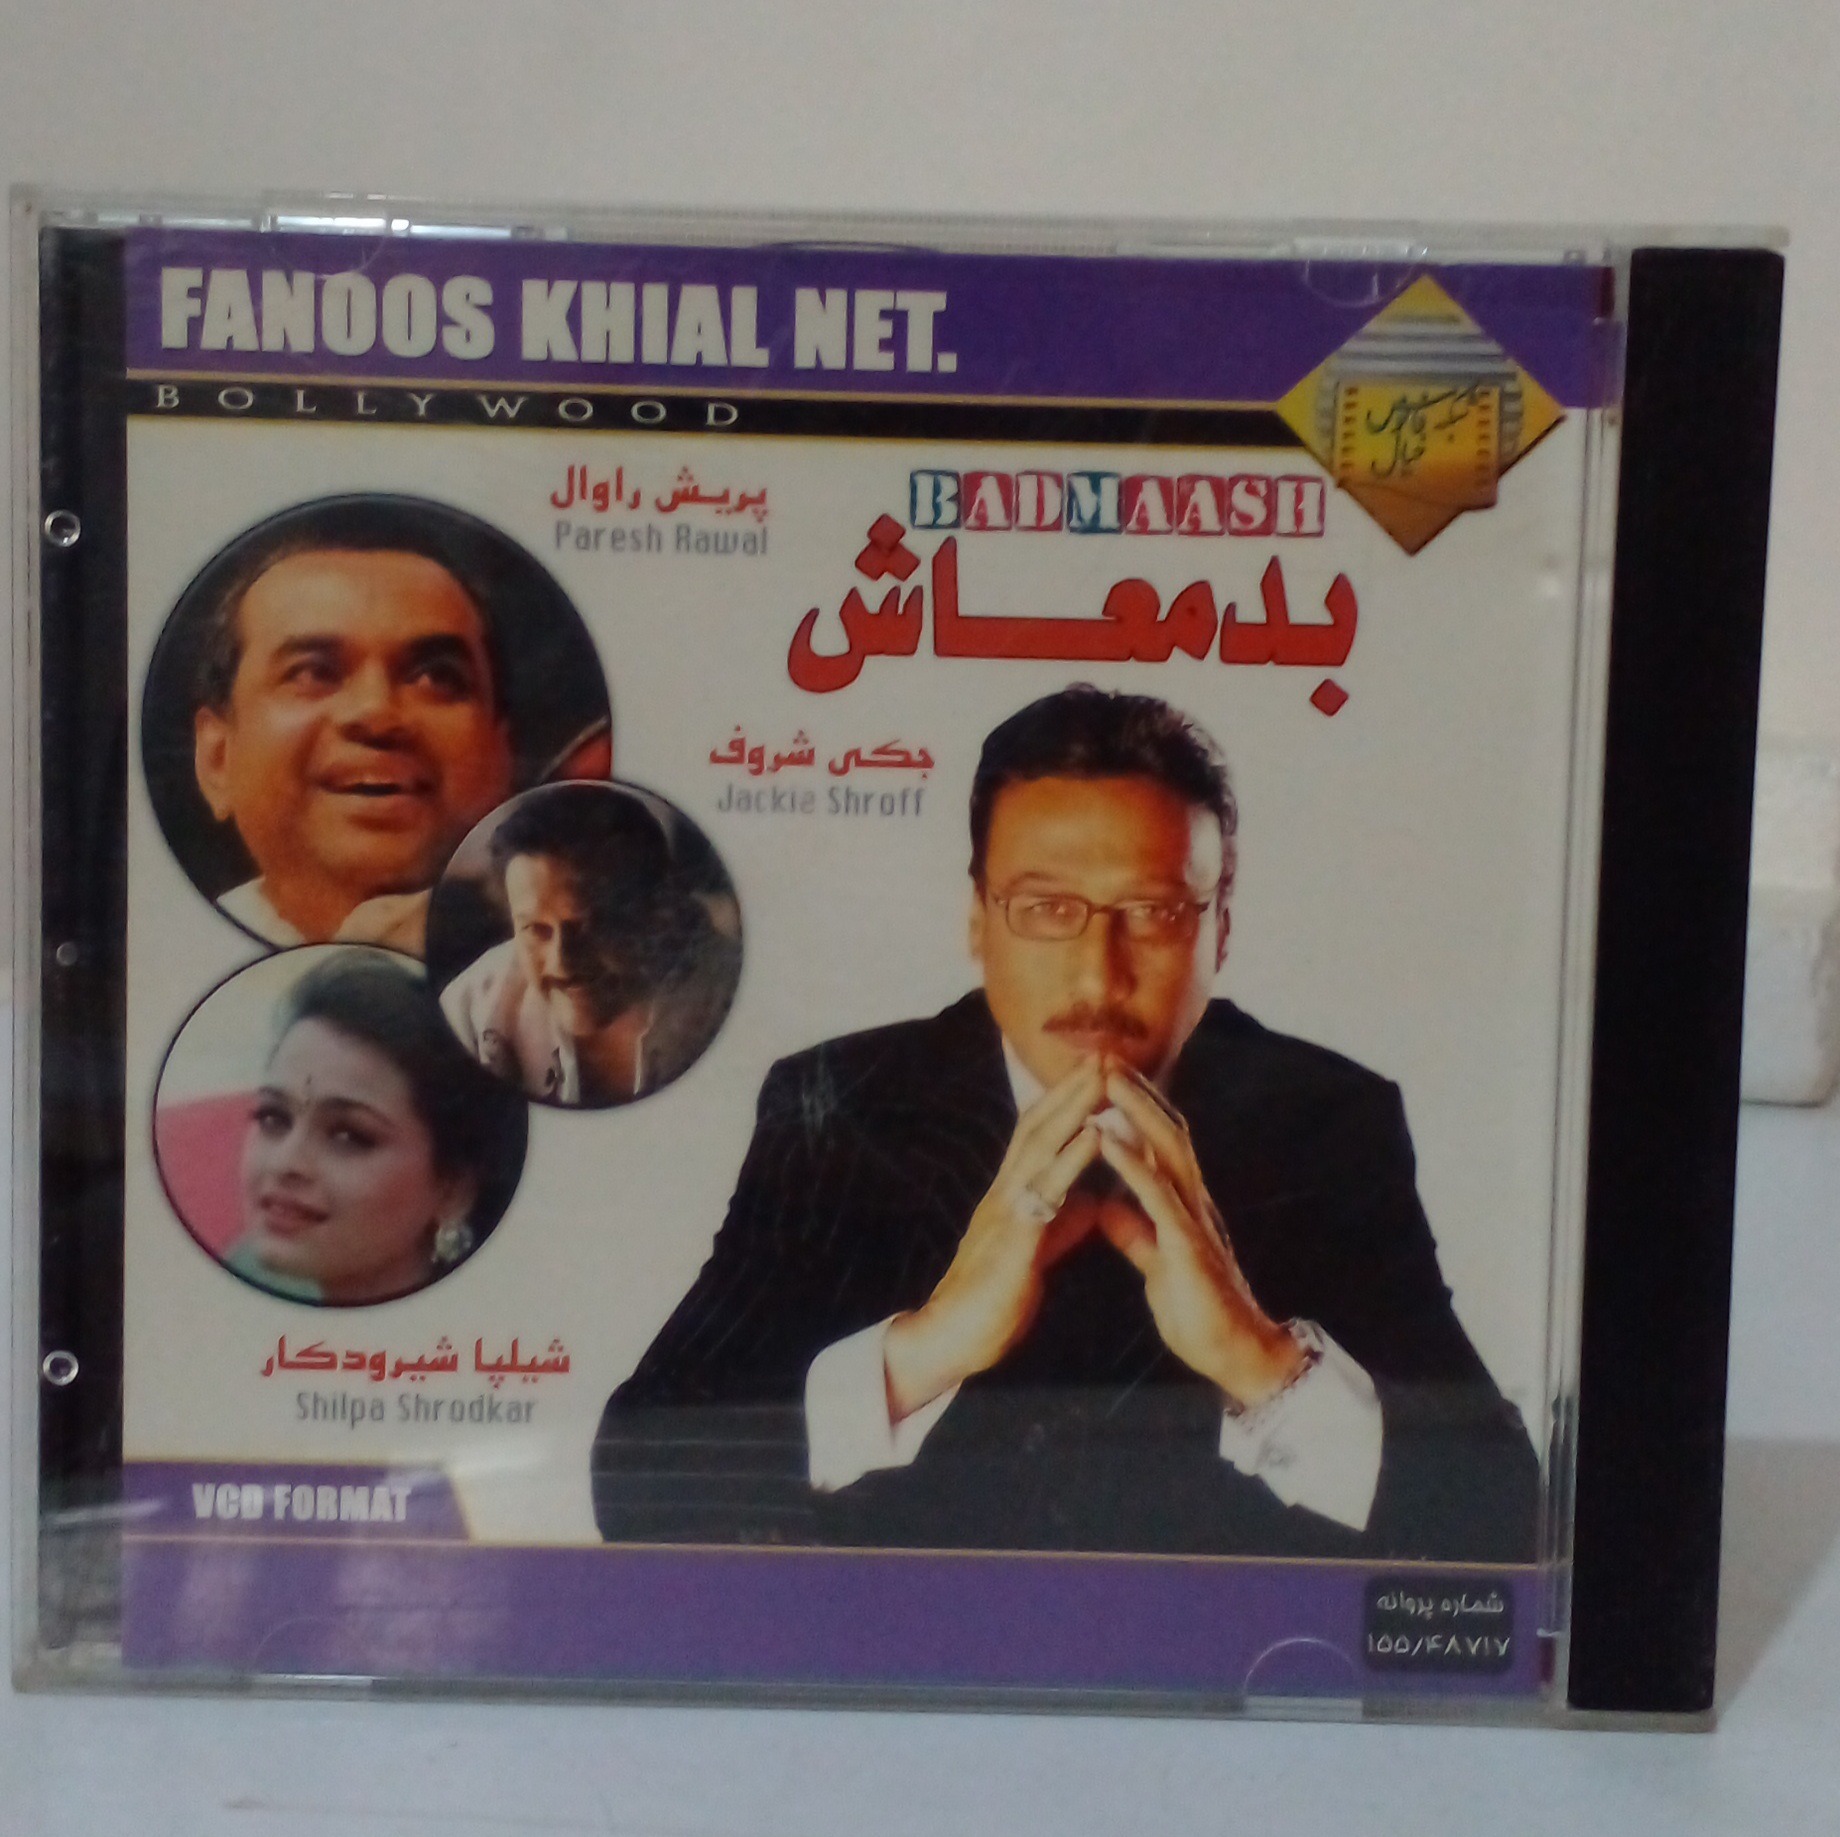 FANOOS KHIAL NET.
BOLLYWOOD
پریش راوال
Paresh Rawal
BADMAASH
بدمعاش
جکی شروف
Jackie Shroff
شیلپا شیرودکار
Shilpa Shrodkar
VCD FORMAT
شماره پروانه
۱۵۵/۴۸۷۱۷